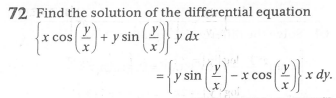 72 Find the solution of the differential equation
{x cos(y/x) + y sin(y/x)} y dx
= {y sin(y/x) − x cos(y/x)} x dy.